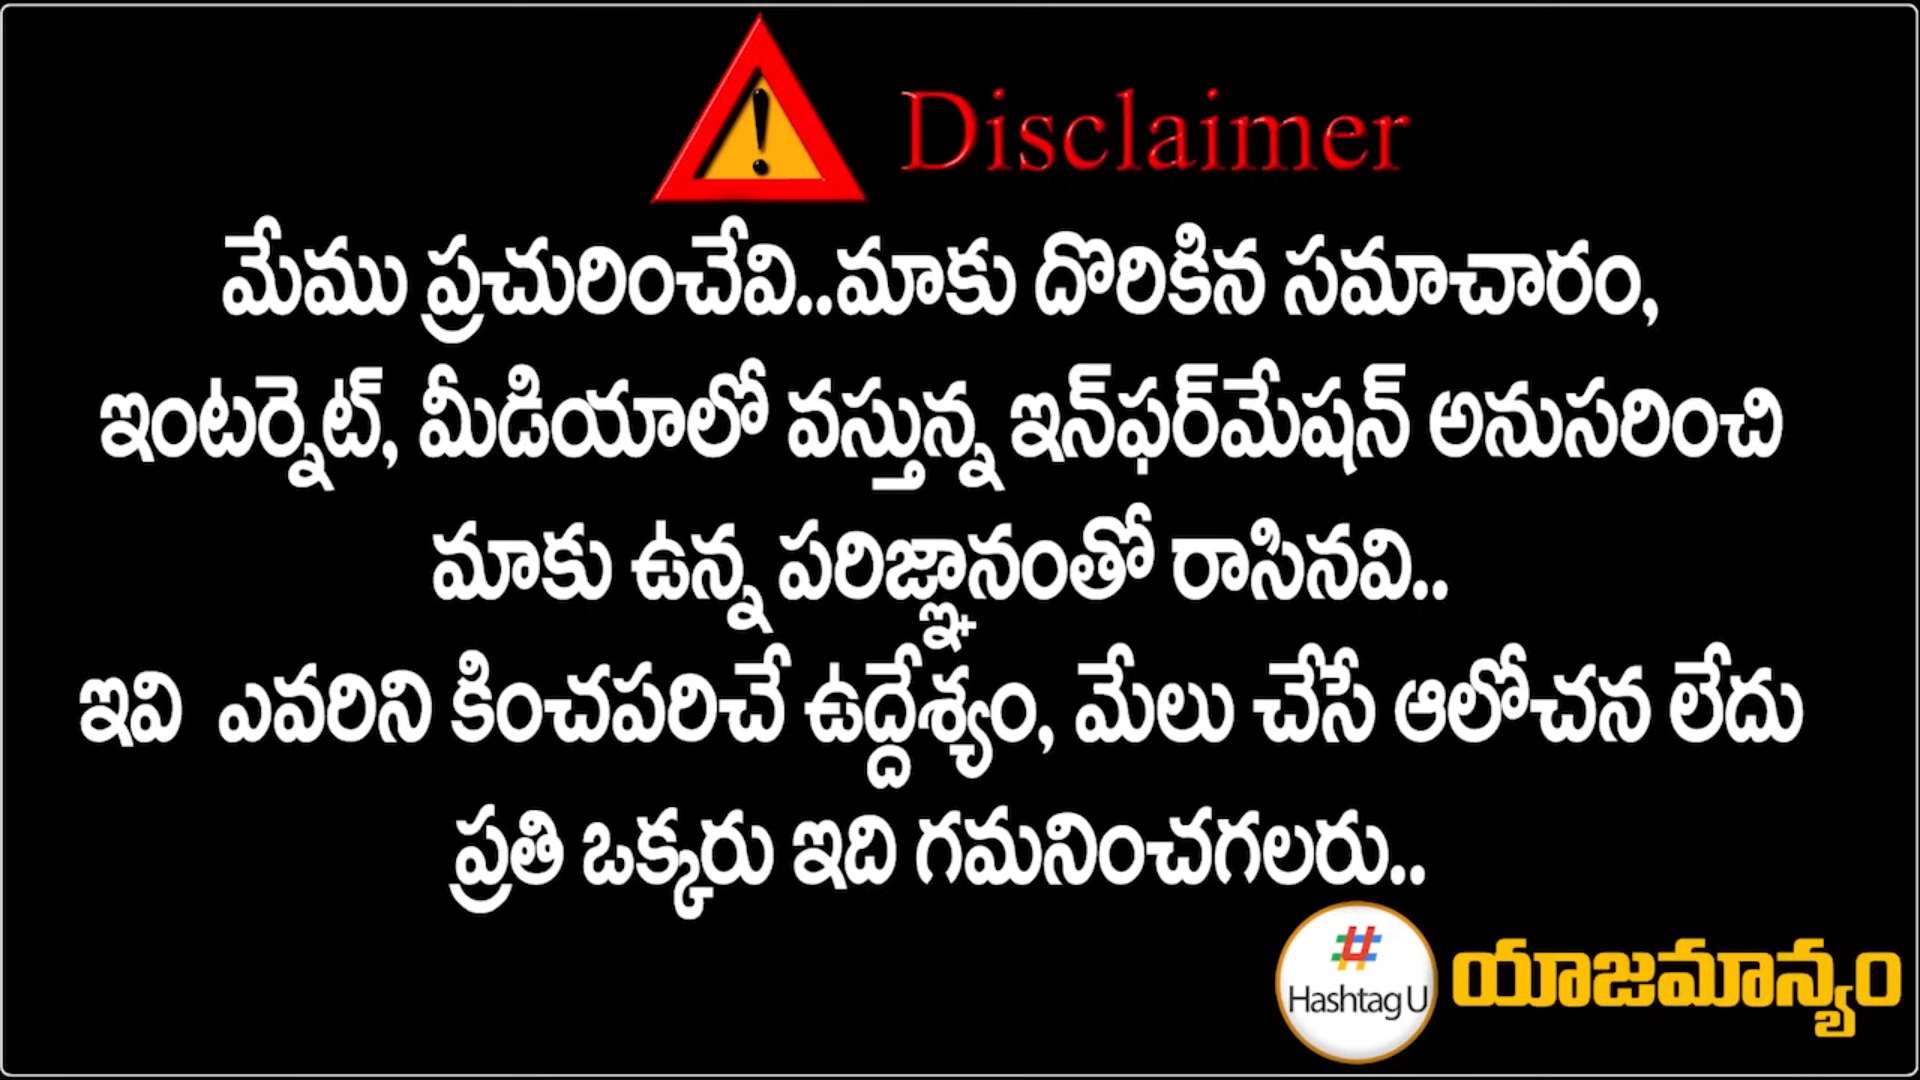 Disclaimer
మేము ప్రచురించేవి..మాకు దొరికిన సమాచారం,
ఇంటర్నెట్, మీడియాలో వస్తున్న ఇన్‌ఫర్‌మేషన్ అనుసరించి
మాకు ఉన్న పరిజ్ఞానంతో రాసినవి..
ఇవి ఎవరిని కించపరిచే ఉద్దేశ్యం, మేలు చేసే ఆలోచన లేదు
ప్రతి ఒక్కరు ఇది గమనించగలరు..
# Hashtag U యాజమాన్యం